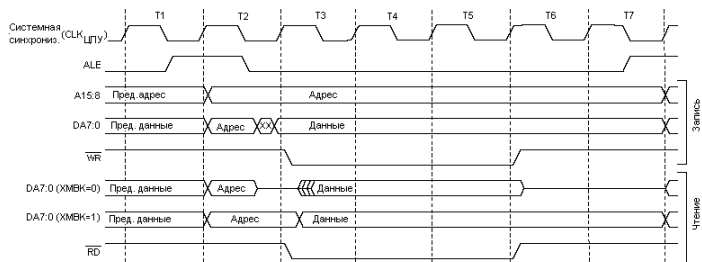 T1 T2 T3 T4 T5 T6 T7
Системная
синхрониз. (CLKЦПУ)
ALE
A15:8 Пред. адрес Адрес
DA7:0 Пред. данные Адрес XX Данные
WR
Запись
DA7:0 (XMBK=0) Пред. данные Адрес Данные
DA7:0 (XMBK=1) Пред. данные Адрес Данные
RD
Чтение